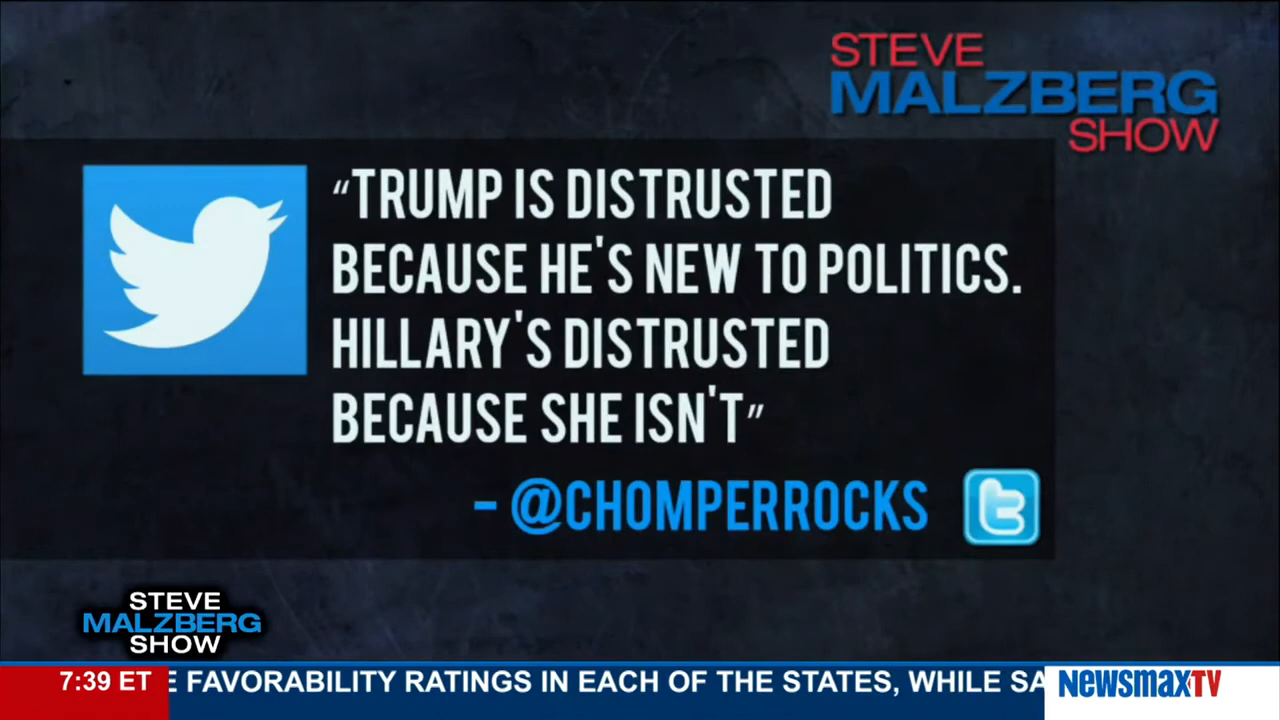 STEVE
MALZBERG
SHOW
“TRUMP IS DISTRUSTED
BECAUSE HE'S NEW TO POLITICS.
HILLARY'S DISTRUSTED
BECAUSE SHE ISN'T”
- @CHOMPERROCKS
STEVE
MALZBERG
SHOW
7:39 ET E FAVORABILITY RATINGS IN EACH OF THE STATES, WHILE SA NEWSMAXTV